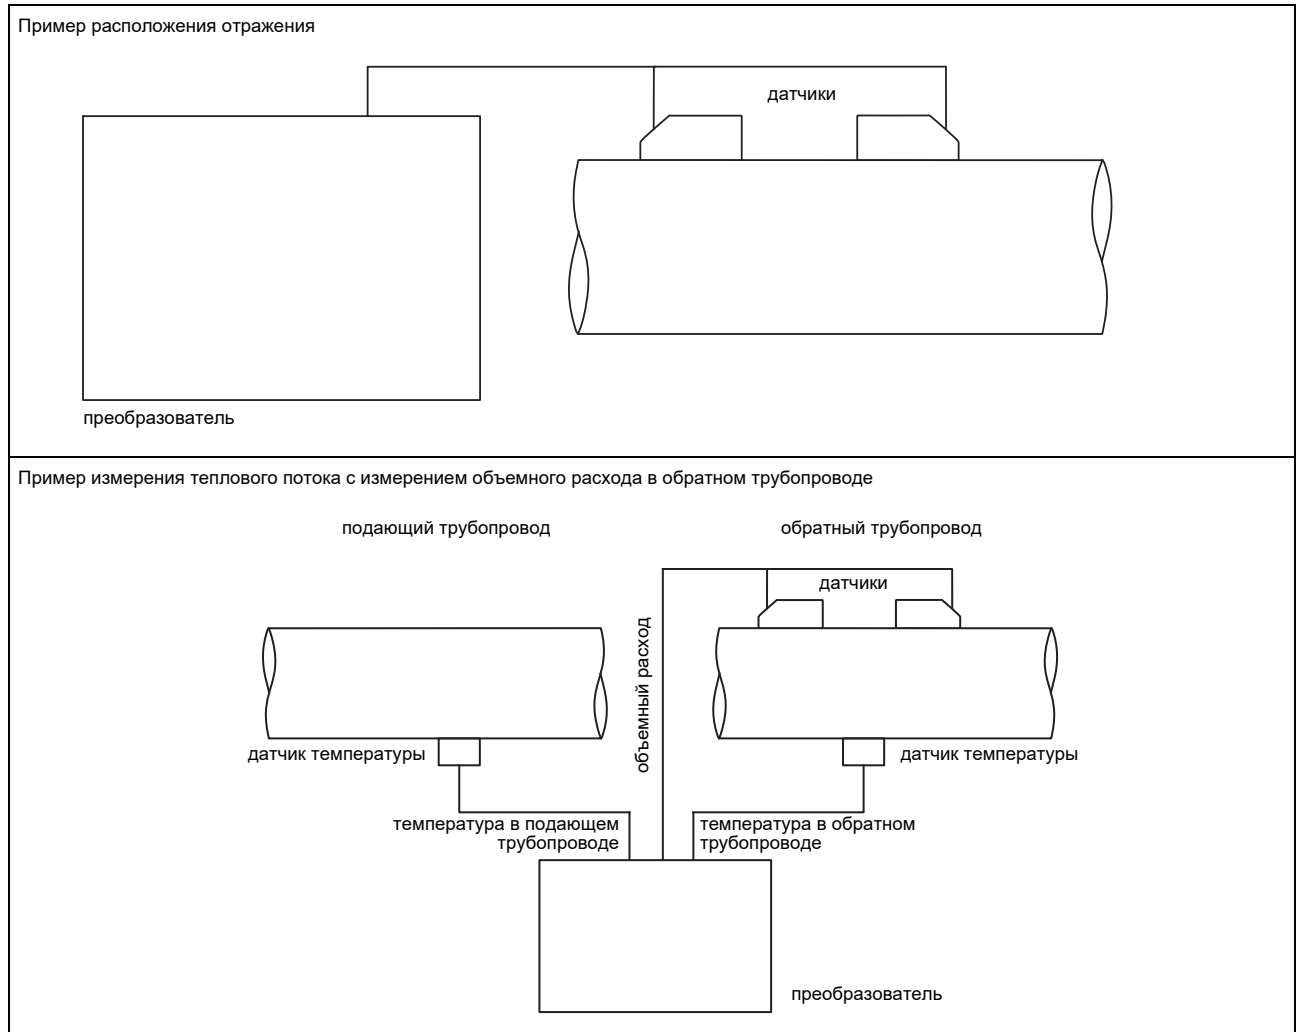 Пример расположения отражения
датчики
преобразователь
Пример измерения теплового потока с измерением объемного расхода в обратном трубопроводе
подающий трубопровод
обратный трубопровод
датчики
объемный расход
датчик температуры
датчик температуры
температура в подающем
трубопроводе
температура в обратном
трубопроводе
преобразователь